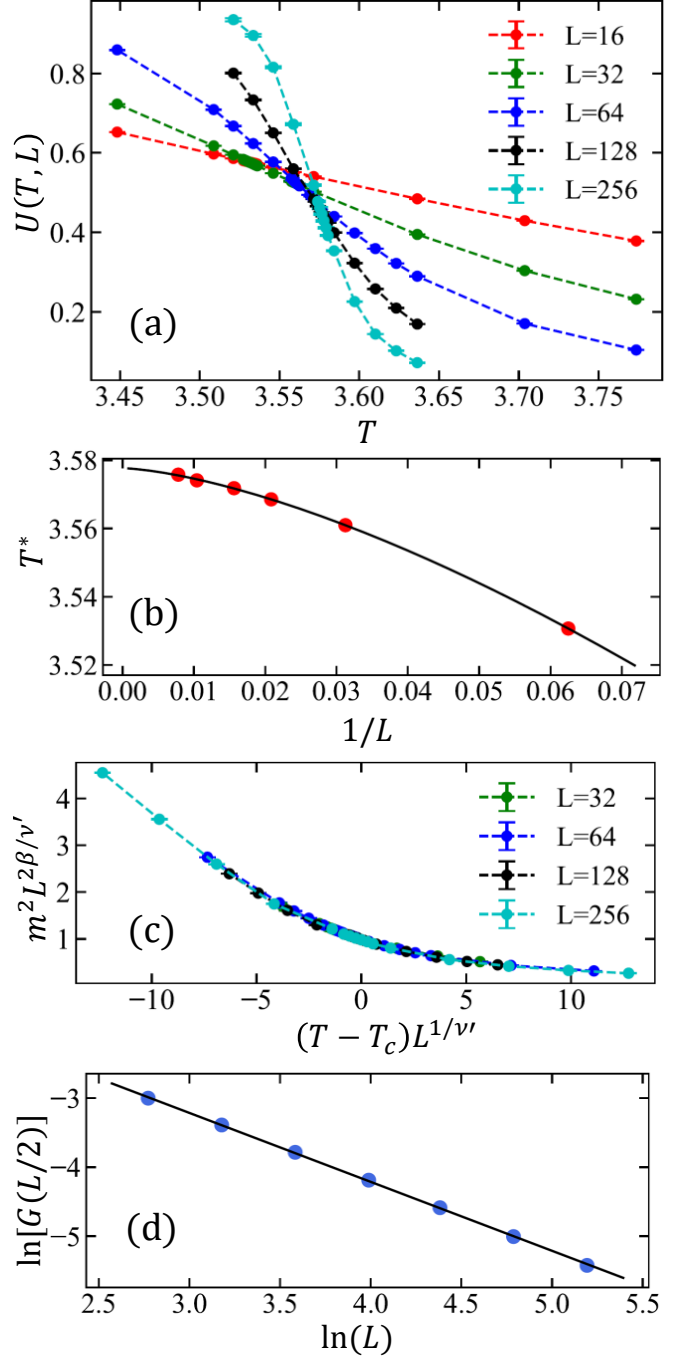 0.8
0.6
0.4
0.2
U(T, L)
L=16
L=32
L=64
L=128
L=256
(a)
3.45 3.50 3.55 3.60 3.65 3.70 3.75
T
3.58
3.56
3.54
3.52
T*
(b)
0.00 0.01 0.02 0.03 0.04 0.05 0.06 0.07
1/L
4
3
2
1
m²L^{2β/ν′}
L=32
L=64
L=128
L=256
(c)
−10 −5 0 5 10
(T − T_c)L^{1/ν′}
−3
−4
−5
ln[G(L/2)]
(d)
2.5 3.0 3.5 4.0 4.5 5.0 5.5
ln(L)